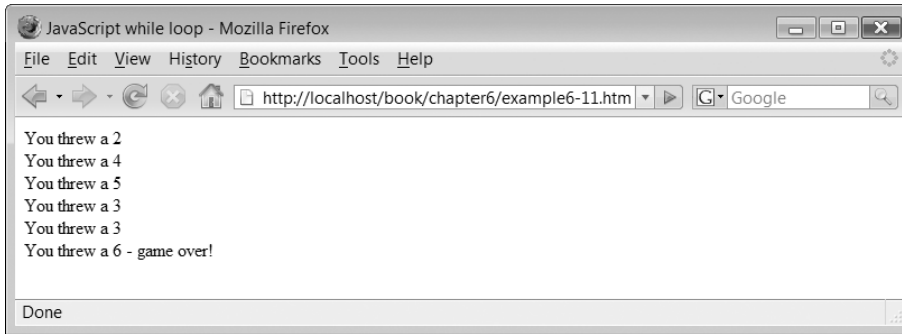 JavaScript while loop - Mozilla Firefox
File Edit View History Bookmarks Tools Help
http://localhost/book/chapter6/example6-11.htm G Google
You threw a 2
You threw a 4
You threw a 5
You threw a 3
You threw a 3
You threw a 6 - game over!
Done